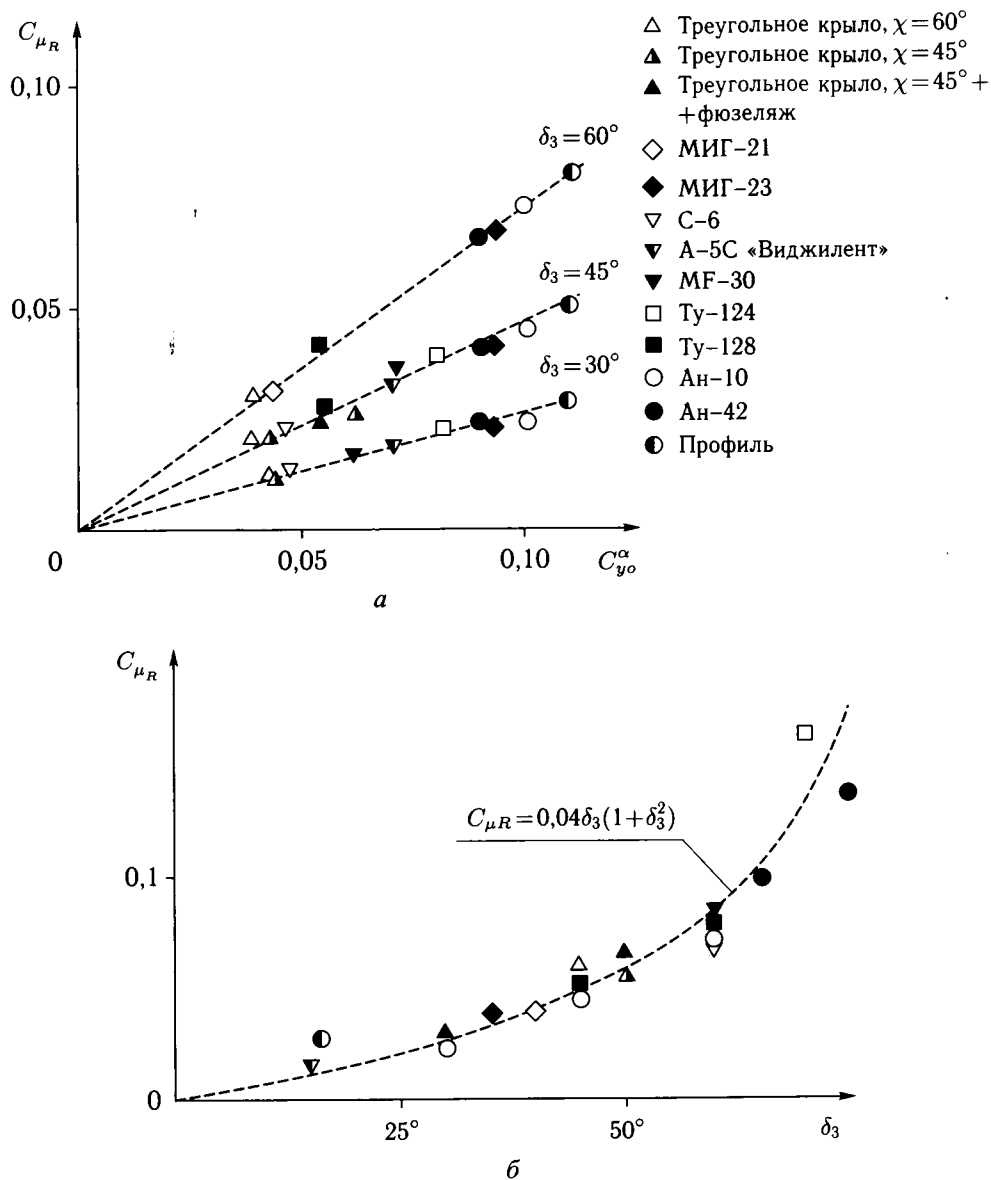 C_{μ_R}
0,10
0,05
0
0,05
0,10
C^α_{yo}
δ₃=60°
δ₃=45°
δ₃=30°
а
Треугольное крыло, χ=60°
Треугольное крыло, χ=45°
Треугольное крыло, χ=45°+
+фюзеляж
МИГ-21
МИГ-23
С-6
А-5С «Виджилент»
MF-30
Ту-124
Ту-128
Ан-10
Ан-42
Профиль
C_{μ_R}
C_{μR}=0,04δ₃(1+δ₃²)
0,1
0
25°
50°
δ₃
б